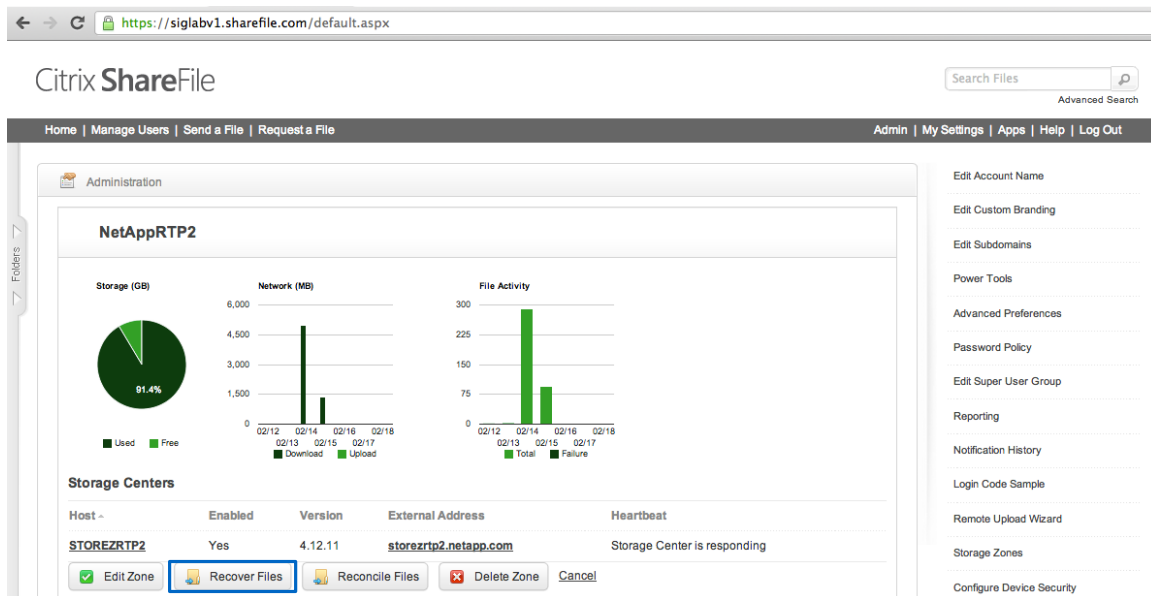 https://siglabv1.sharefile.com/default.aspx
Citrix ShareFile
Search Files
Advanced Search
Home | Manage Users | Send a File | Request a File
Admin | My Settings | Apps | Help | Log Out
Folders
Administration
NetAppRTP2
Storage (GB)
91.4%
Used Free
Network (MB)
6,000
4,500
3,000
1,500
0
02/12 02/14 02/16 02/18
02/13 02/15 02/17
Download Upload
File Activity
300
225
150
75
0
02/12 02/14 02/16 02/18
02/13 02/15 02/17
Total Failure
Storage Centers
Host Enabled Version External Address Heartbeat
STOREZRTP2 Yes 4.12.11 storezrtp2.netapp.com Storage Center is responding
Edit Zone Recover Files Reconcile Files Delete Zone Cancel
Edit Account Name
Edit Custom Branding
Edit Subdomains
Power Tools
Advanced Preferences
Password Policy
Edit Super User Group
Reporting
Notification History
Login Code Sample
Remote Upload Wizard
Storage Zones
Configure Device Security